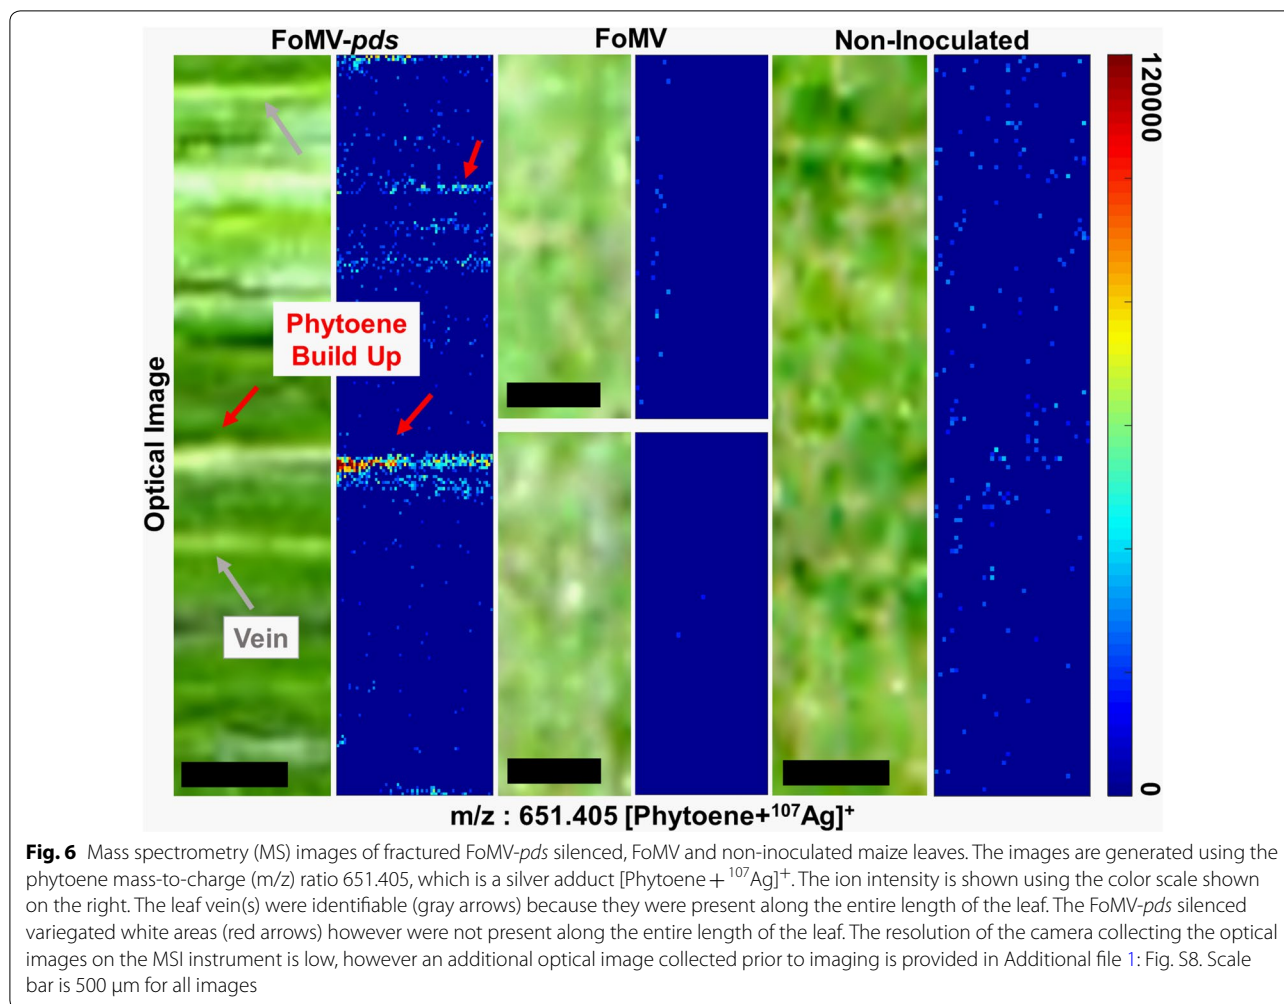 FoMV-pds
FoMV
Non-Inoculated
120000
Phytoene
Build Up
Optical Image
Vein
0
m/z : 651.405 [Phytoene+¹⁰⁷Ag]⁺
Fig. 6 Mass spectrometry (MS) images of fractured FoMV-pds silenced, FoMV and non-inoculated maize leaves. The images are generated using the
phytoene mass-to-charge (m/z) ratio 651.405, which is a silver adduct [Phytoene + ¹⁰⁷Ag]⁺. The ion intensity is shown using the color scale shown
on the right. The leaf vein(s) were identifiable (gray arrows) because they were present along the entire length of the leaf. The FoMV-pds silenced
variegated white areas (red arrows) however were not present along the entire length of the leaf. The resolution of the camera collecting the optical
images on the MSI instrument is low, however an additional optical image collected prior to imaging is provided in Additional file 1: Fig. S8. Scale
bar is 500 μm for all images